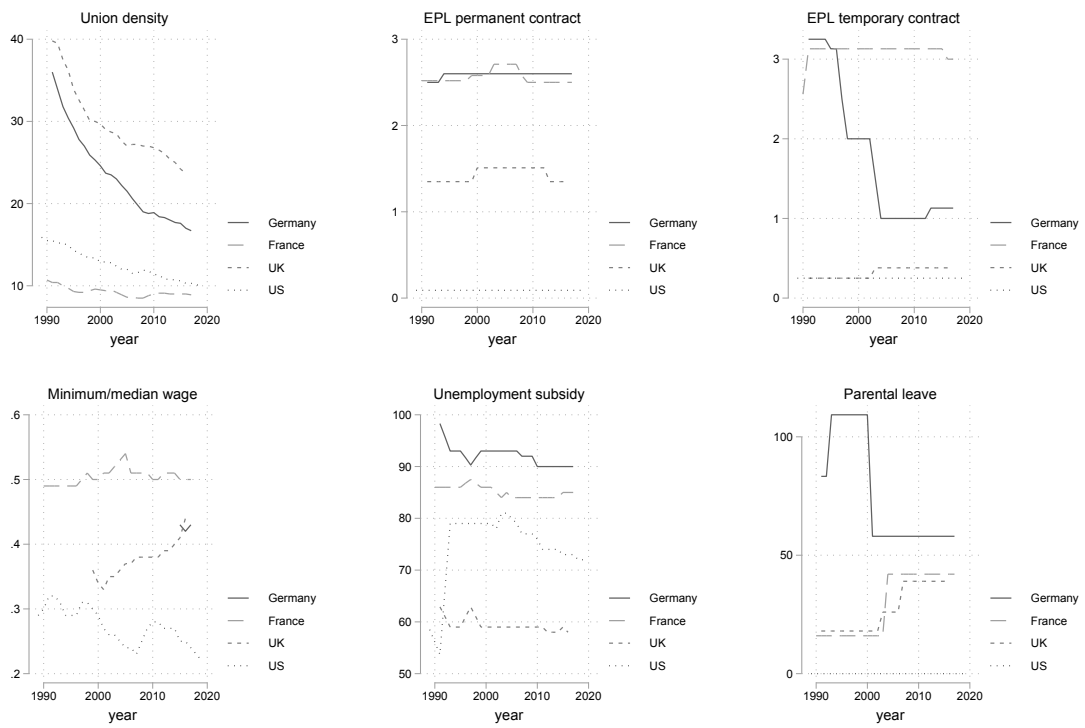 Union density
40
30
20
10
1990 2000 2010 2020
year
Germany
France
UK
US
EPL permanent contract
3
2
1
0
1990 2000 2010 2020
year
Germany
France
UK
US
EPL temporary contract
3
2
1
0
1990 2000 2010 2020
year
Germany
France
UK
US
Minimum/median wage
.6
.5
.4
.3
.2
1990 2000 2010 2020
year
Germany
France
UK
US
Unemployment subsidy
100
90
80
70
60
50
1990 2000 2010 2020
year
Germany
France
UK
US
Parental leave
100
50
0
1990 2000 2010 2020
year
Germany
France
UK
US